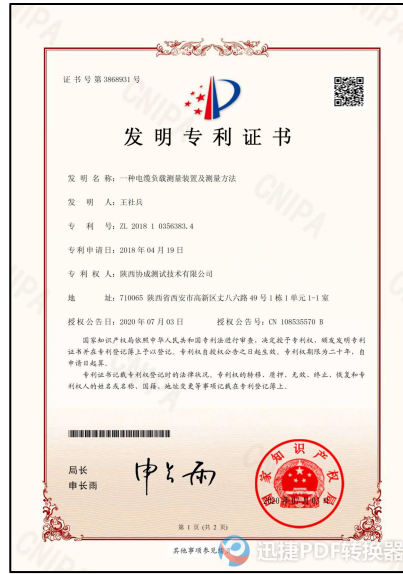 证书号第3868931号
发明专利证书
发 明 名 称：一种电缆负载测量装置及测量方法
发 明 人：王社兵
专 利 号：ZL 2018 1 0356383.4
专利申请日：2018年04月19日
专 利 权 人：陕西协成测试技术有限公司
地 址：710065 陕西省西安市高新区丈八六路49号1栋1单元1-1室
授权公告日：2020年07月03日 授权公告号：CN 108535570 B
国家知识产权局依照中华人民共和国专利法进行审查，决定授予专利权，颁发发明专利
证书并在专利登记簿上予以登记。专利权自授权公告之日起生效。专利权期限为二十年，自
申请日起算。
专利证书记载专利权登记时的法律状况。专利权的转移、质押、无效、终止、恢复和专
利权人的姓名或名称、国籍、地址变更等事项记载在专利登记簿上。
局长
申长雨
申长雨
国家知识产权局
2020年07月03日
第 1 页 (共 2 页)
其他事项参见
迅捷PDF转换器
CNIPA